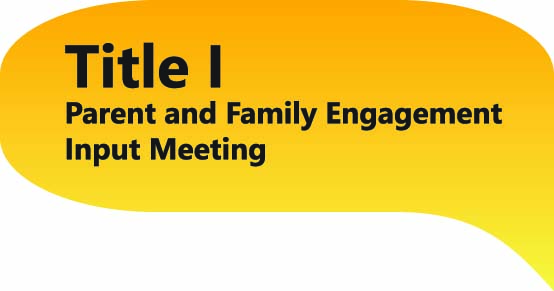 Title I
Parent and Family Engagement
Input Meeting